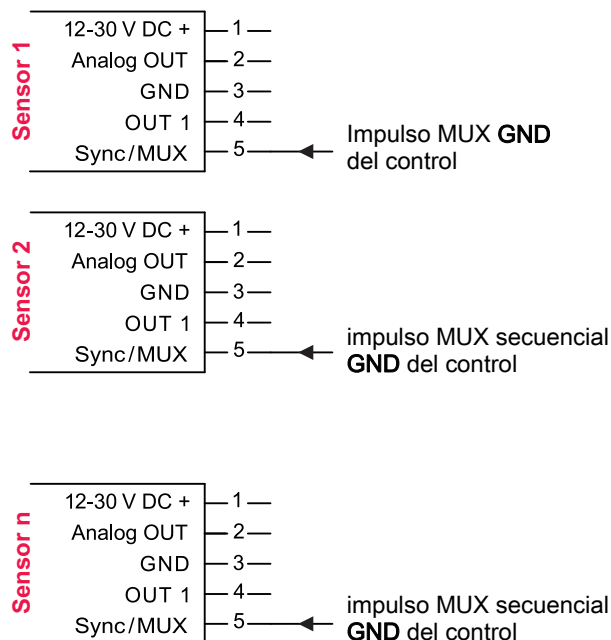 Sensor 1
12-30 V DC + 1
Analog OUT 2
GND 3
OUT 1 4
Sync/MUX 5
Impulso MUX GND
del control
Sensor 2
12-30 V DC + 1
Analog OUT 2
GND 3
OUT 1 4
Sync/MUX 5
impulso MUX secuencial
GND del control
Sensor n
12-30 V DC + 1
Analog OUT 2
GND 3
OUT 1 4
Sync/MUX 5
impulso MUX secuencial
GND del control